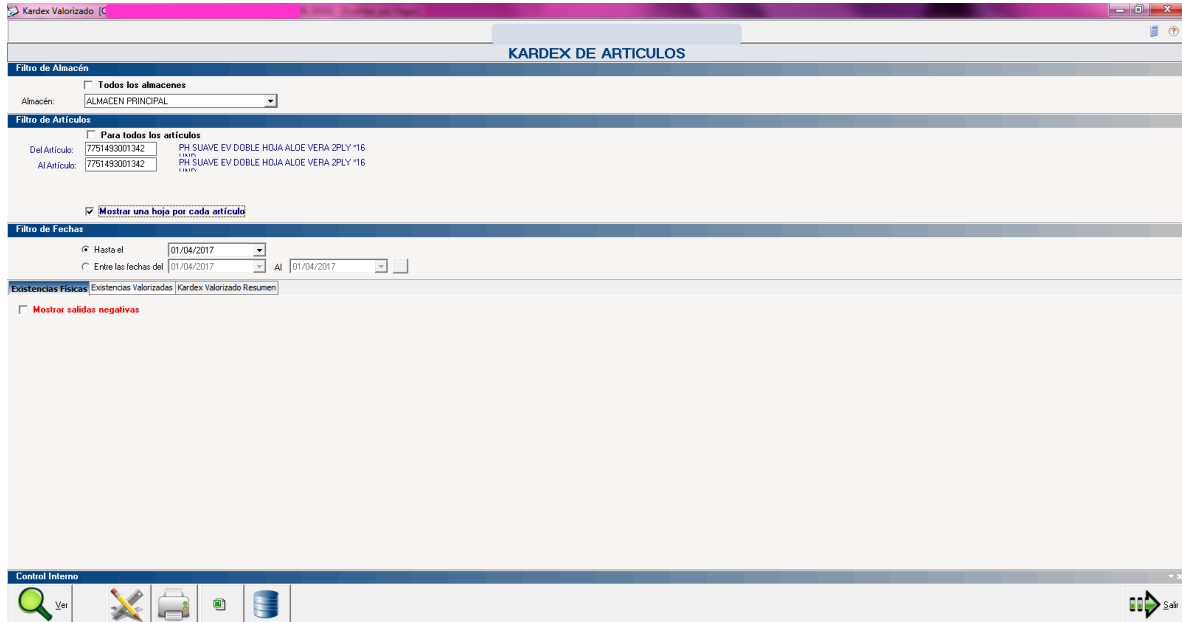 Kardex Valorizado [C
KARDEX DE ARTICULOS
Filtro de Almacén
Todos los almacenes
Almacén: ALMACEN PRINCIPAL
Filtro de Artículos
Para todos los artículos
Del Artículo: 7751493001342 PH SUAVE EV DOBLE HOJA ALOE VERA 2PLY *16
Al Artículo: 7751493001342 PH SUAVE EV DOBLE HOJA ALOE VERA 2PLY *16
Mostrar una hoja por cada artículo
Filtro de Fechas
Hasta el 01/04/2017
Entre las fechas del 01/04/2017 Al 01/04/2017
Existencias Físicas Existencias Valorizadas Kardex Valorizado Resumen
Mostrar salidas negativas
Control Interno
Ver Salir